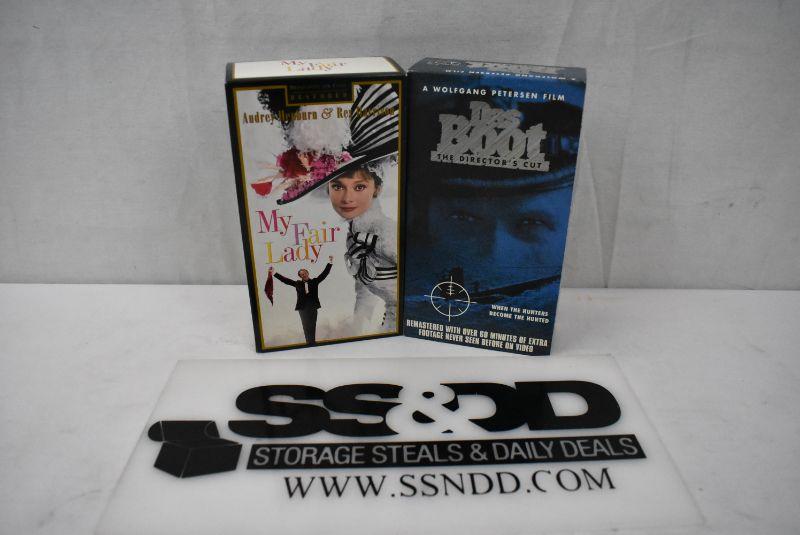 My Fair Lady
FEATURES
Audrey Hepburn & Rex Harrison
My
Fair
Lady
A WOLFGANG PETERSEN FILM
Das
Boot
THE DIRECTOR'S CUT
WHEN THE HUNTERS
BECOME THE HUNTED
REMASTERED WITH OVER 60 MINUTES OF EXTRA
FOOTAGE NEVER SEEN BEFORE ON VIDEO
SS&DD
STORAGE STEALS & DAILY DEALS
WWW.SSNDD.COM